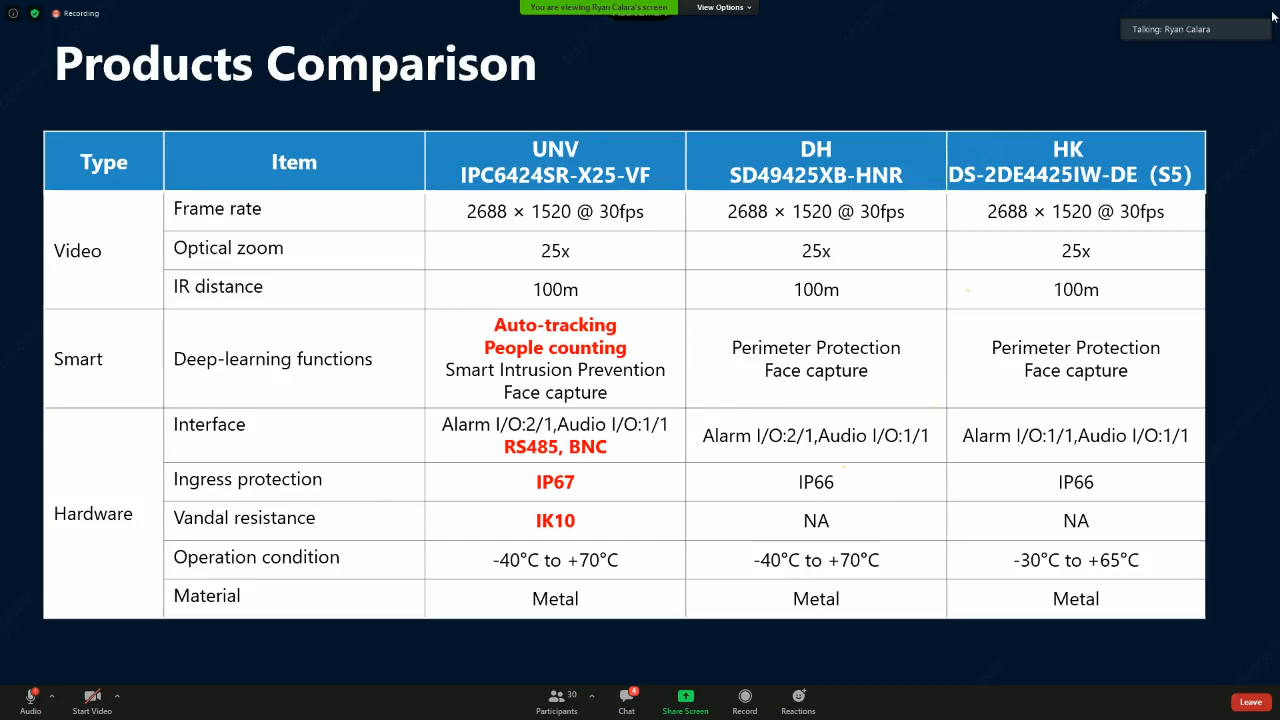 Recording
You are viewing Ryan Calara's screen
View Options
Talking: Ryan Calara
Products Comparison
Type
Item
UNV
IPC6424SR-X25-VF
DH
SD49425XB-HNR
HK
DS-2DE4425IW-DE (S5)
Video
Frame rate
2688 × 1520 @ 30fps
2688 × 1520 @ 30fps
2688 × 1520 @ 30fps
Optical zoom
25x
25x
25x
IR distance
100m
100m
100m
Smart
Deep-learning functions
Auto-tracking
People counting
Smart Intrusion Prevention
Face capture
Perimeter Protection
Face capture
Perimeter Protection
Face capture
Hardware
Interface
Alarm I/O:2/1,Audio I/O:1/1
RS485, BNC
Alarm I/O:2/1,Audio I/O:1/1
Alarm I/O:1/1,Audio I/O:1/1
Ingress protection
IP67
IP66
IP66
Vandal resistance
IK10
NA
NA
Operation condition
-40°C to +70°C
-40°C to +70°C
-30°C to +65°C
Material
Metal
Metal
Metal
Audio
Start Video
30
Participants
4
Chat
Share Screen
Record
Reactions
Leave